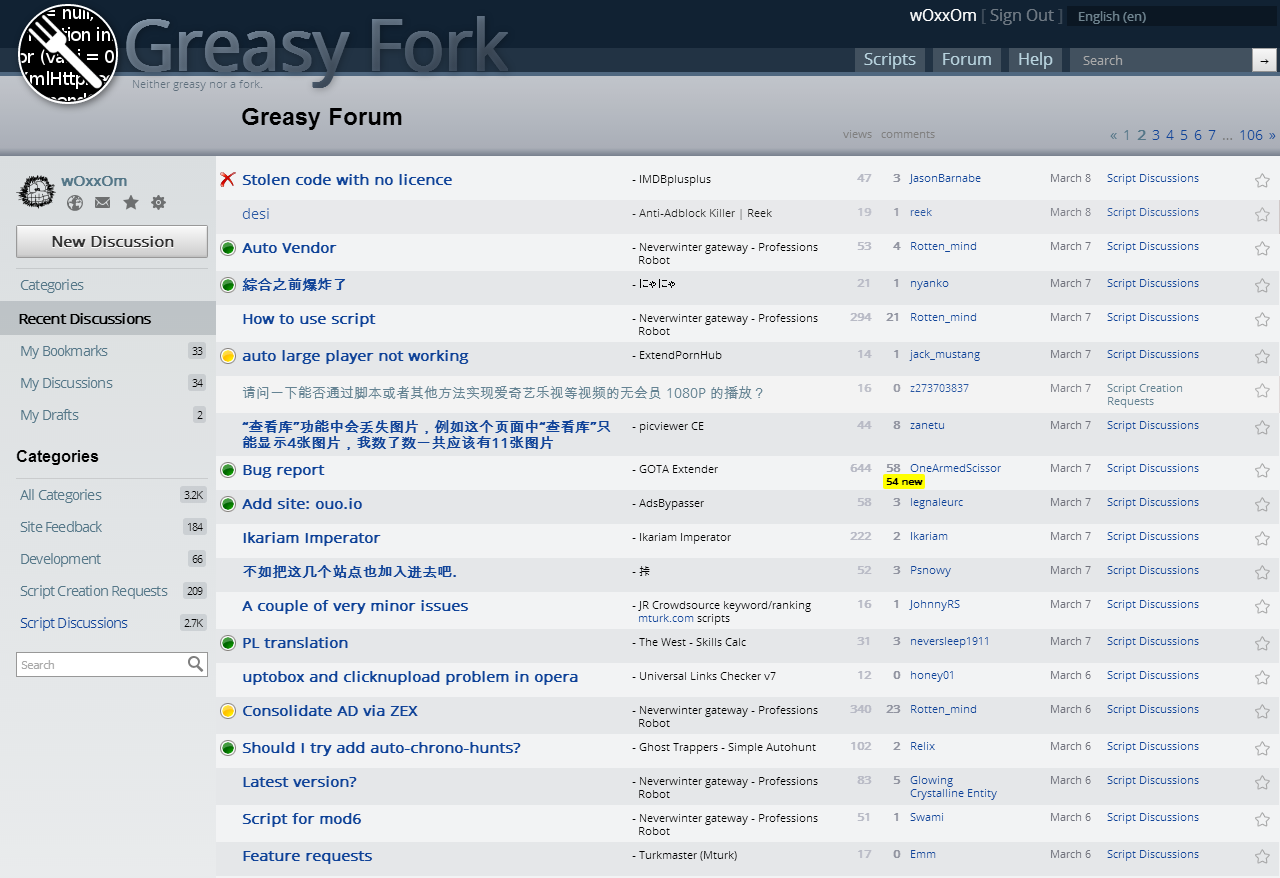 = null,
tion in
or (var i = 0
(mlHttp
Greasy Fork
Neither greasy nor a fork.
wOxxOm [ Sign Out ] English (en)
Scripts Forum Help Search →
Greasy Forum
views comments « 1 2 3 4 5 6 7 ... 106 »
wOxxOm
New Discussion
Categories
Recent Discussions
My Bookmarks 33
My Discussions 34
My Drafts 2
Categories
All Categories 3.2K
Site Feedback 184
Development 66
Script Creation Requests 209
Script Discussions 2.7K
Search
Stolen code with no licence - IMDBplusplus 47 3 JasonBarnabe March 8 Script Discussions
desi - Anti-Adblock Killer | Reek 19 1 reek March 8 Script Discussions
Auto Vendor - Neverwinter gateway - Professions 53 4 Rotten_mind March 7 Script Discussions
Robot
綜合之前爆炸了 - にゃにゃ 21 1 nyanko March 7 Script Discussions
How to use script - Neverwinter gateway - Professions 294 21 Rotten_mind March 7 Script Discussions
Robot
auto large player not working - ExtendPornHub 14 1 jack_mustang March 7 Script Discussions
请问一下能否通过脚本或者其他方法实现爱奇艺乐视等视频的无会员 1080P 的播放？ 16 0 z273703837 March 7 Script Creation
Requests
“查看库”功能中会丢失图片，例如这个页面中“查看库”只 - picviewer CE 44 8 zanetu March 7 Script Discussions
能显示4张图片，我数了数一共应该有11张图片
Bug report - GOTA Extender 644 58 OneArmedScissor March 7 Script Discussions
54 new
Add site: ouo.io - AdsBypasser 58 3 legnaleurc March 7 Script Discussions
Ikariam Imperator - Ikariam Imperator 222 2 Ikariam March 7 Script Discussions
不如把这几个站点也加入进去吧. - 52 3 Psnowy March 7 Script Discussions
A couple of very minor issues - JR Crowdsource keyword/ranking 16 1 JohnnyRS March 7 Script Discussions
mturk.com scripts
PL translation - The West - Skills Calc 31 3 neversleep1911 March 7 Script Discussions
uptobox and clicknupload problem in opera - Universal Links Checker v7 12 0 honey01 March 6 Script Discussions
Consolidate AD via ZEX - Neverwinter gateway - Professions 340 23 Rotten_mind March 6 Script Discussions
Robot
Should I try add auto-chrono-hunts? - Ghost Trappers - Simple Autohunt 102 2 Relix March 6 Script Discussions
Latest version? - Neverwinter gateway - Professions 83 5 Glowing March 6 Script Discussions
Robot Crystalline Entity
Script for mod6 - Neverwinter gateway - Professions 51 1 Swami March 6 Script Discussions
Robot
Feature requests - Turkmaster (Mturk) 17 0 Emm March 6 Script Discussions